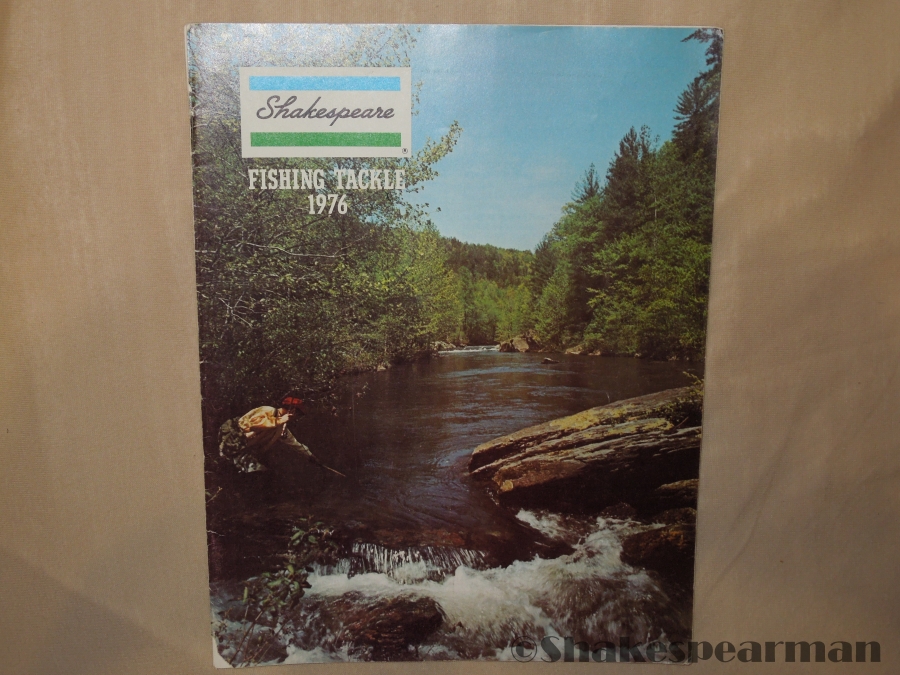 Shakespeare
®
FISHING TACKLE
1976
©Shakespearman